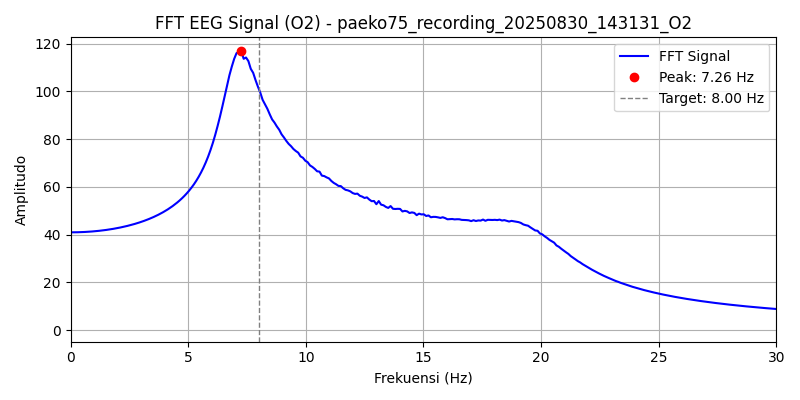 FFT EEG Signal (O2) - paeko75_recording_20250830_143131_O2
120
100
80
60
40
20
0
Amplitudo
FFT Signal
Peak: 7.26 Hz
Target: 8.00 Hz
0 5 10 15 20 25 30
Frekuensi (Hz)